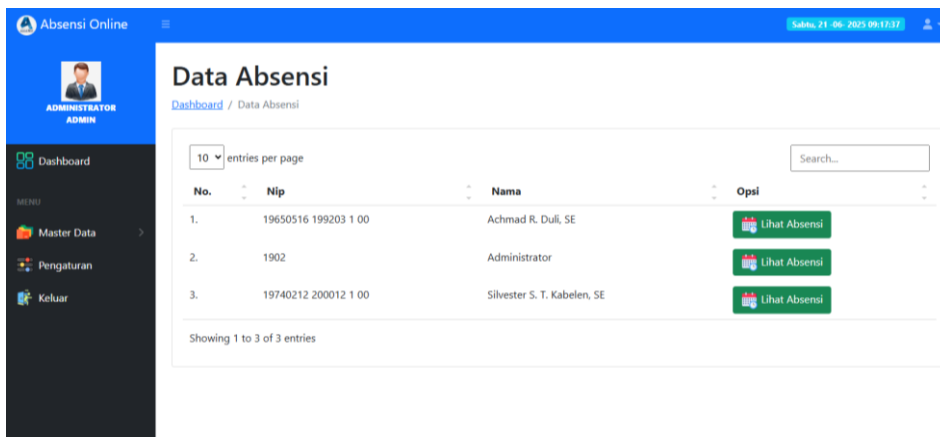 Absensi Online
Sabtu, 21 -06- 2025 09:17:37
ADMINISTRATOR
ADMIN
Dashboard
MENU
Master Data
Pengaturan
Keluar
Data Absensi
Dashboard / Data Absensi
10 entries per page
Search...
No. Nip Nama Opsi
1. 19650516 199203 1 00 Achmad R. Duli, SE Lihat Absensi
2. 1902 Administrator Lihat Absensi
3. 19740212 200012 1 00 Silvester S. T. Kabelen, SE Lihat Absensi
Showing 1 to 3 of 3 entries